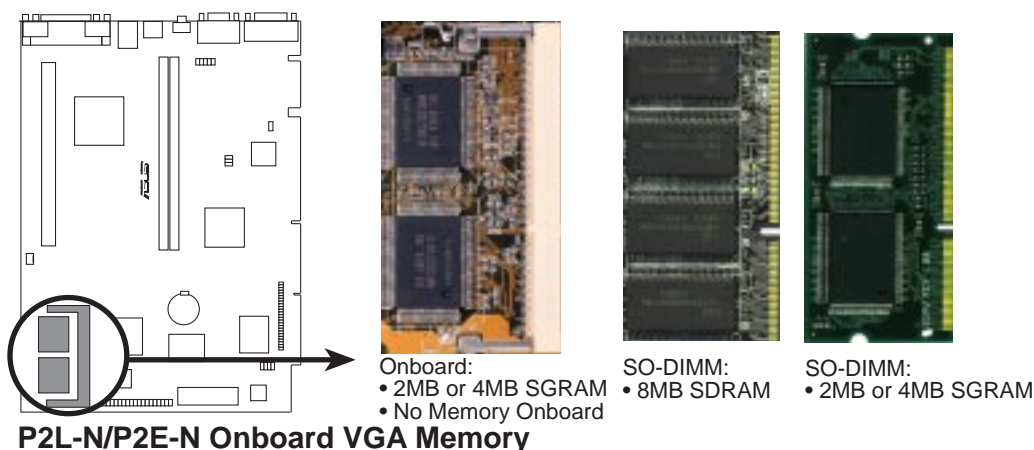 ASUS
Onboard:
• 2MB or 4MB SGRAM
• No Memory Onboard
SO-DIMM:
• 8MB SDRAM
SO-DIMM:
• 2MB or 4MB SGRAM
P2L-N/P2E-N Onboard VGA Memory